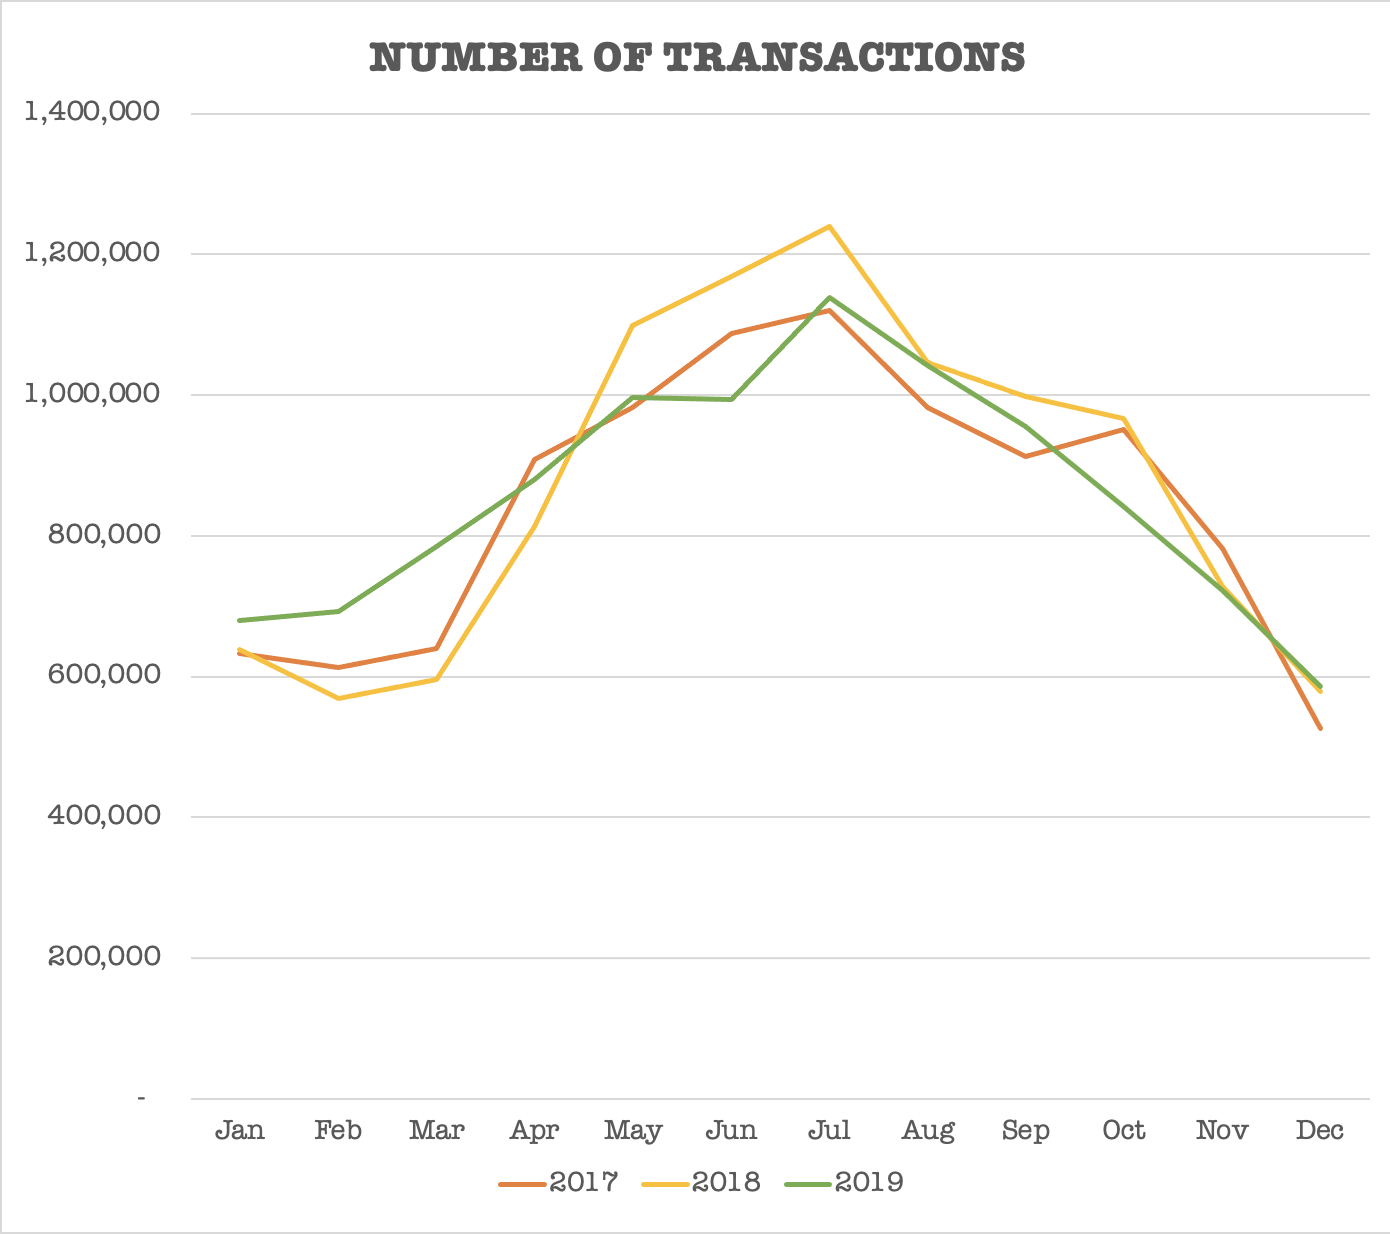 NUMBER OF TRANSACTIONS
1,400,000
1,200,000
1,000,000
800,000
600,000
400,000
200,000
-
Jan Feb Mar Apr May Jun Jul Aug Sep Oct Nov Dec
2017 2018 2019